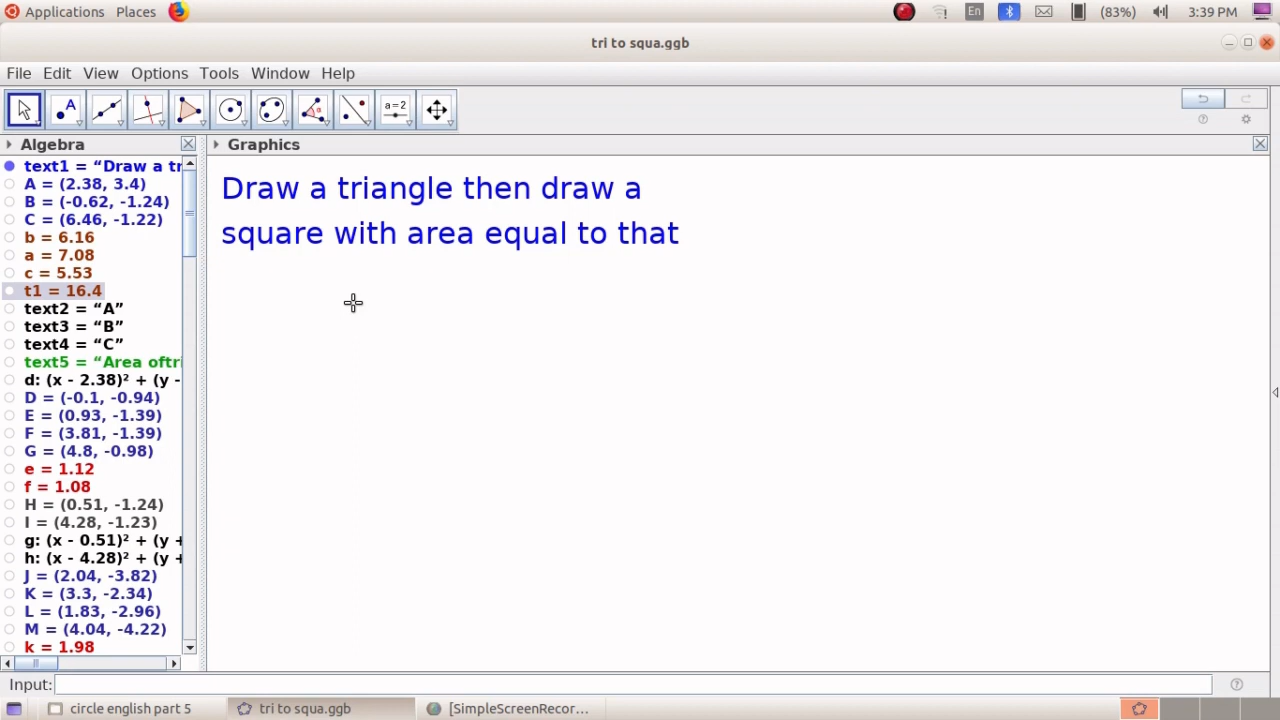 Applications Places En (83%) 3:39 PM
tri to squa.ggb
File Edit View Options Tools Window Help
A a=2
Algebra
Graphics
text1 = “Draw a tr
A = (2.38, 3.4)
B = (-0.62, -1.24)
C = (6.46, -1.22)
b = 6.16
a = 7.08
c = 5.53
t1 = 16.4
text2 = “A”
text3 = “B”
text4 = “C”
text5 = “Area oftri
d: (x - 2.38)² + (y -
D = (-0.1, -0.94)
E = (0.93, -1.39)
F = (3.81, -1.39)
G = (4.8, -0.98)
e = 1.12
f = 1.08
H = (0.51, -1.24)
I = (4.28, -1.23)
g: (x - 0.51)² + (y +
h: (x - 4.28)² + (y +
J = (2.04, -3.82)
K = (3.3, -2.34)
L = (1.83, -2.96)
M = (4.04, -4.22)
k = 1.98
Draw a triangle then draw a
square with area equal to that
Input:
circle english part 5 tri to squa.ggb [SimpleScreenRecor...